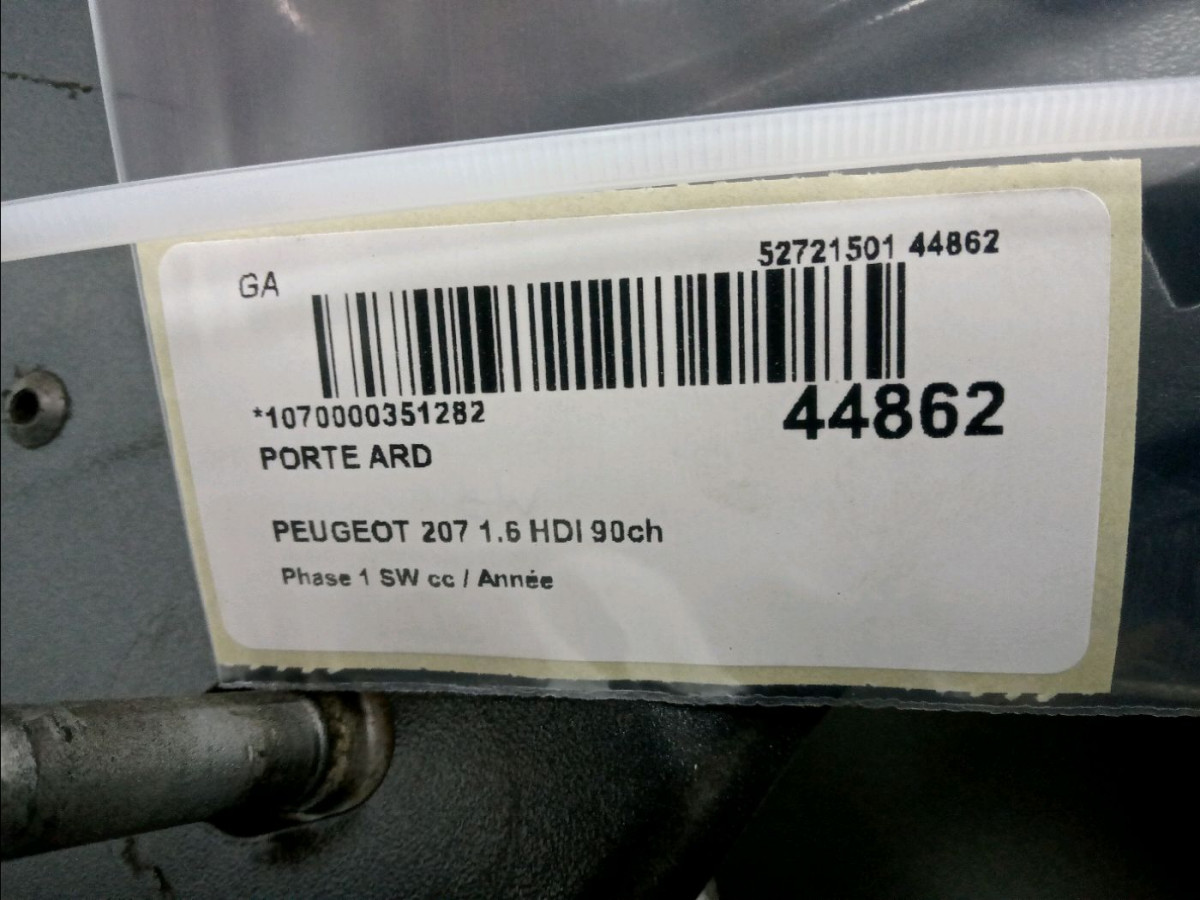 GA
52721501 44862
*1070000351282
44862
PORTE ARD
PEUGEOT 207 1.6 HDI 90ch
Phase 1 SW cc / Année